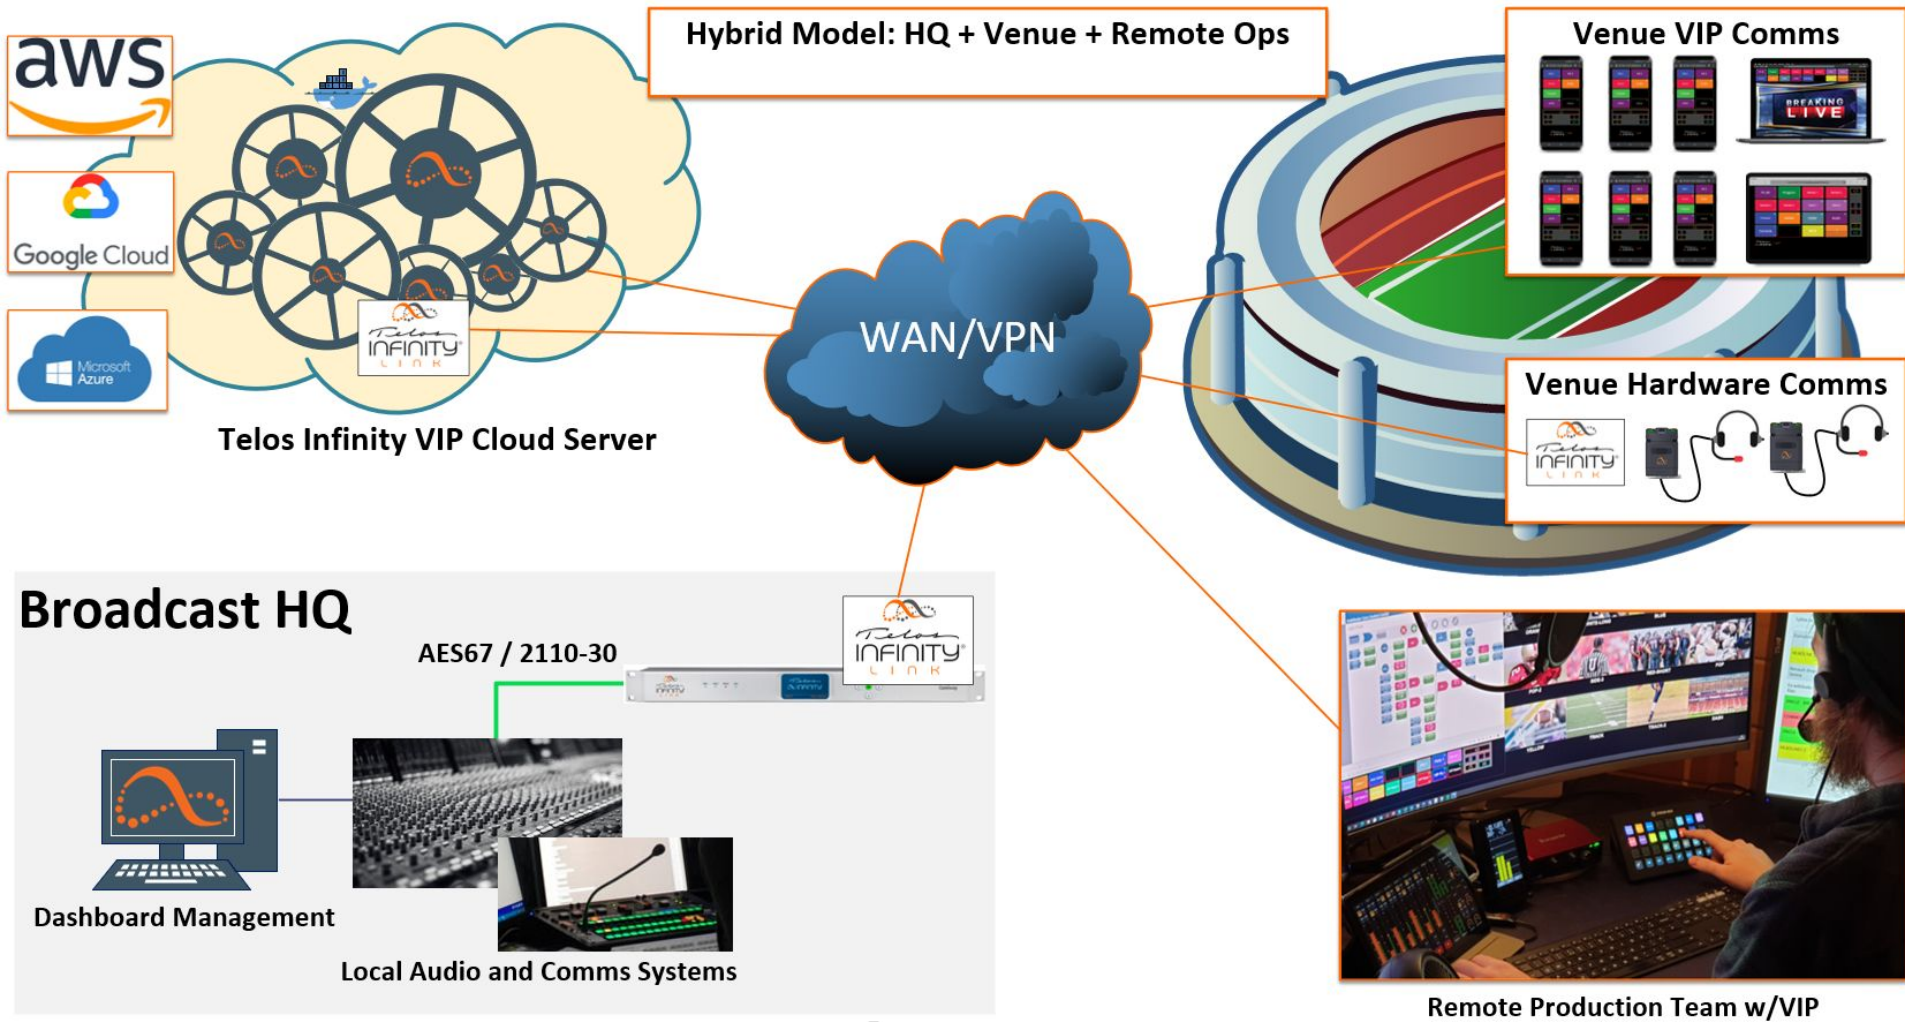 Hybrid Model: HQ + Venue + Remote Ops
aws
Google Cloud
Microsoft
Azure
Telos
INFINITY®
LINK
Telos Infinity VIP Cloud Server
WAN/VPN
Venue VIP Comms
BREAKING
LIVE
Venue Hardware Comms
Telos
INFINITY®
LINK
Broadcast HQ
AES67 / 2110-30
Telos
INFINITY®
LINK
Telos
INFINITY
Dashboard Management
Local Audio and Comms Systems
Remote Production Team w/VIP